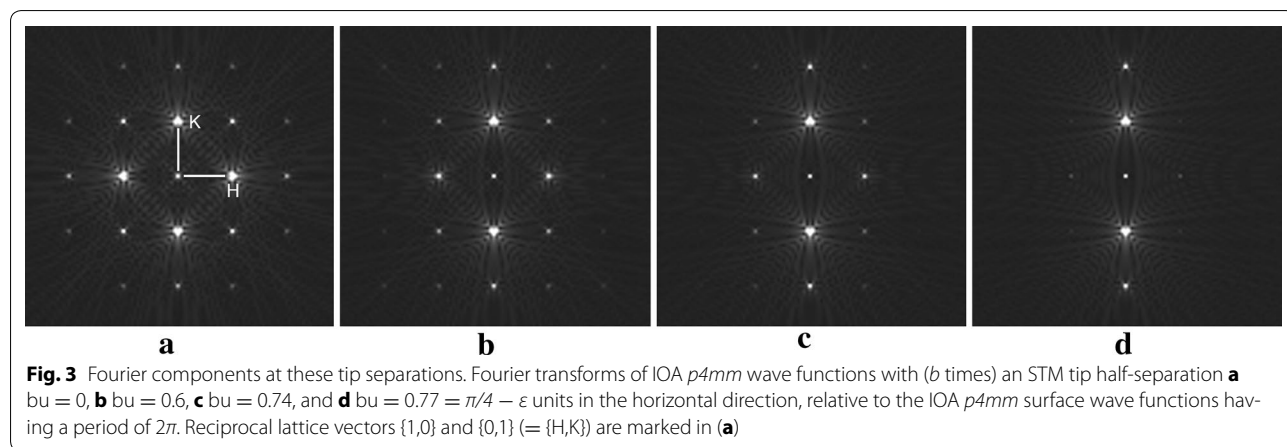 K
H
a
b
c
d
Fig. 3 Fourier components at these tip separations. Fourier transforms of IOA p4mm wave functions with (b times) an STM tip half-separation a
bu = 0, b bu = 0.6, c bu = 0.74, and d bu = 0.77 = π/4 − ε units in the horizontal direction, relative to the IOA p4mm surface wave functions hav-
ing a period of 2π. Reciprocal lattice vectors {1,0} and {0,1} (= {H,K}) are marked in (a)